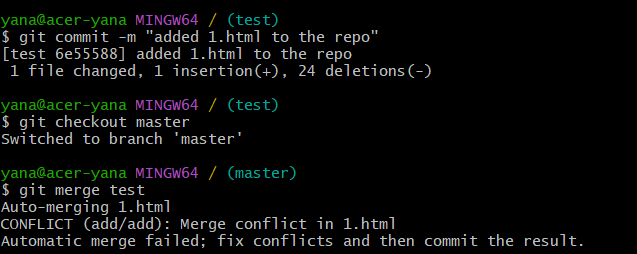 yana@acer-yana MINGW64 / (test)
$ git commit -m "added 1.html to the repo"
[test 6e55588] added 1.html to the repo
 1 file changed, 1 insertion(+), 24 deletions(-)
yana@acer-yana MINGW64 / (test)
$ git checkout master
Switched to branch 'master'
yana@acer-yana MINGW64 / (master)
$ git merge test
Auto-merging 1.html
CONFLICT (add/add): Merge conflict in 1.html
Automatic merge failed; fix conflicts and then commit the result.